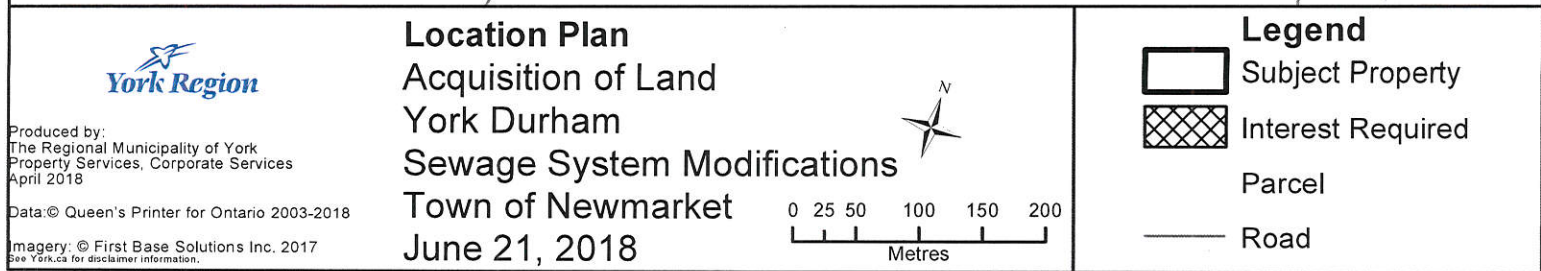 York Region
Produced by:
The Regional Municipality of York
Property Services, Corporate Services
April 2018
Data:© Queen's Printer for Ontario 2003-2018
Imagery: © First Base Solutions Inc. 2017
See York.ca for disclaimer information.
Location Plan
Acquisition of Land
York Durham
Sewage System Modifications
Town of Newmarket
June 21, 2018
N
0 25 50 100 150 200
Metres
Legend
Subject Property
Interest Required
Parcel
Road